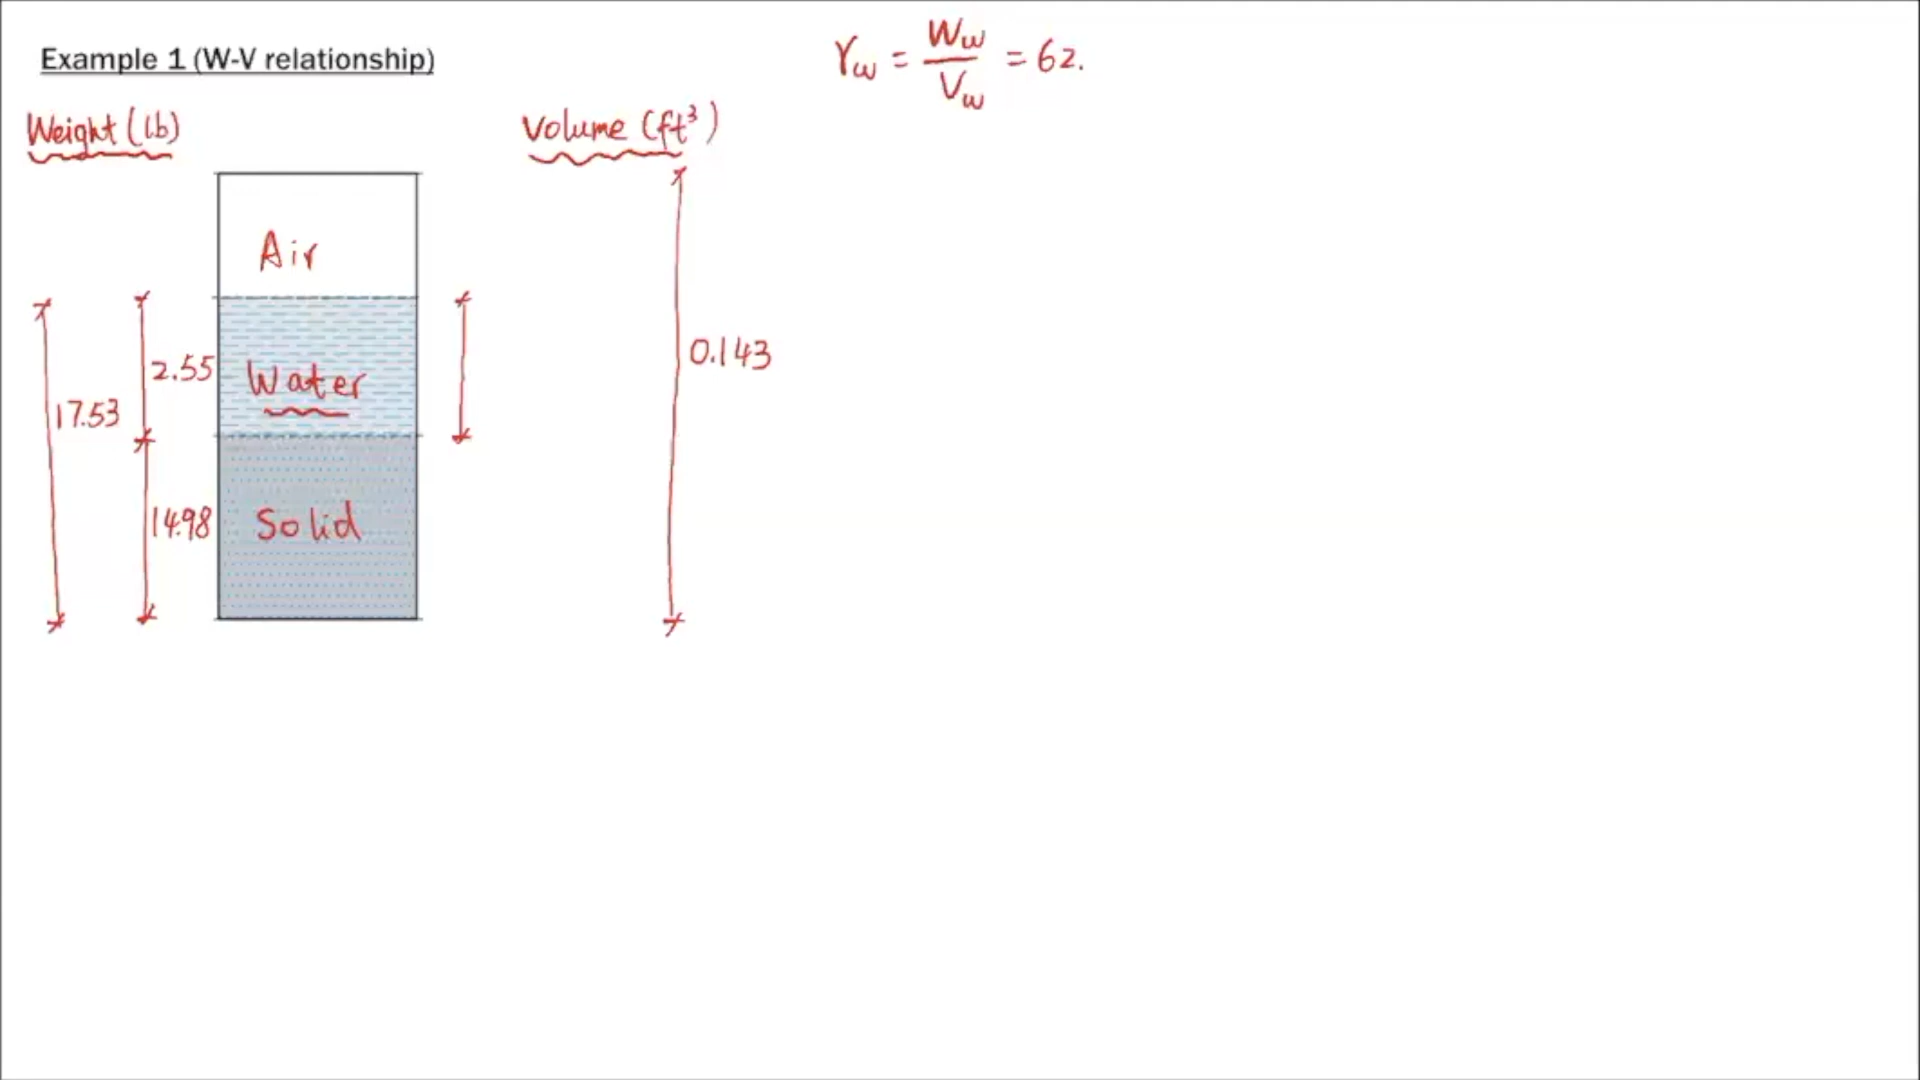 Example 1 (W-V relationship)
γw = Ww / Vw = 62.
Weight (lb)
Volume (ft³)
Air
2.55
Water
0.143
17.53
14.98
Solid